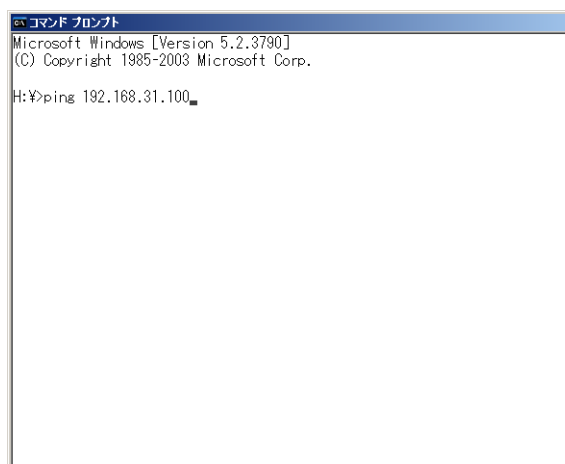 コマンド プロンプト
Microsoft Windows [Version 5.2.3790]
(C) Copyright 1985-2003 Microsoft Corp.
H:¥>ping 192.168.31.100_